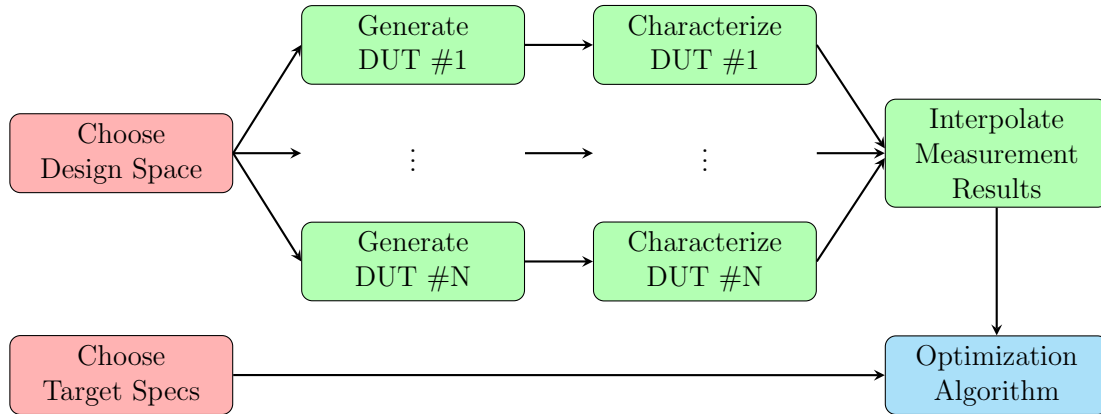 Generate
DUT #1
Characterize
DUT #1
Choose
Design Space
⋮
⋮
Interpolate
Measurement
Results
Generate
DUT #N
Characterize
DUT #N
Choose
Target Specs
Optimization
Algorithm